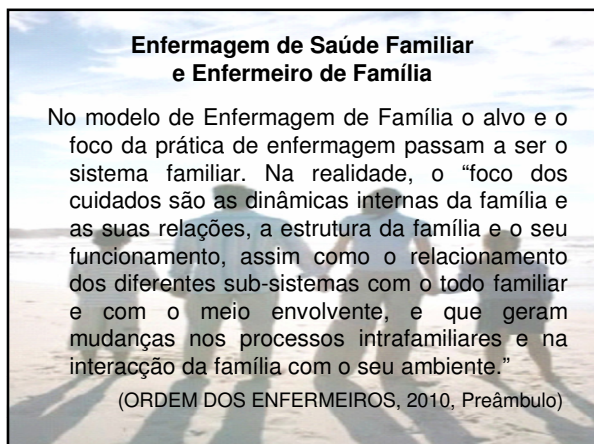 Enfermagem de Saúde Familiar
e Enfermeiro de Família
No modelo de Enfermagem de Família o alvo e o
foco da prática de enfermagem passam a ser o
sistema familiar. Na realidade, o “foco dos
cuidados são as dinâmicas internas da família e
as suas relações, a estrutura da família e o seu
funcionamento, assim como o relacionamento
dos diferentes sub-sistemas com o todo familiar
e com o meio envolvente, e que geram
mudanças nos processos intrafamiliares e na
interacção da família com o seu ambiente.”
(ORDEM DOS ENFERMEIROS, 2010, Preâmbulo)